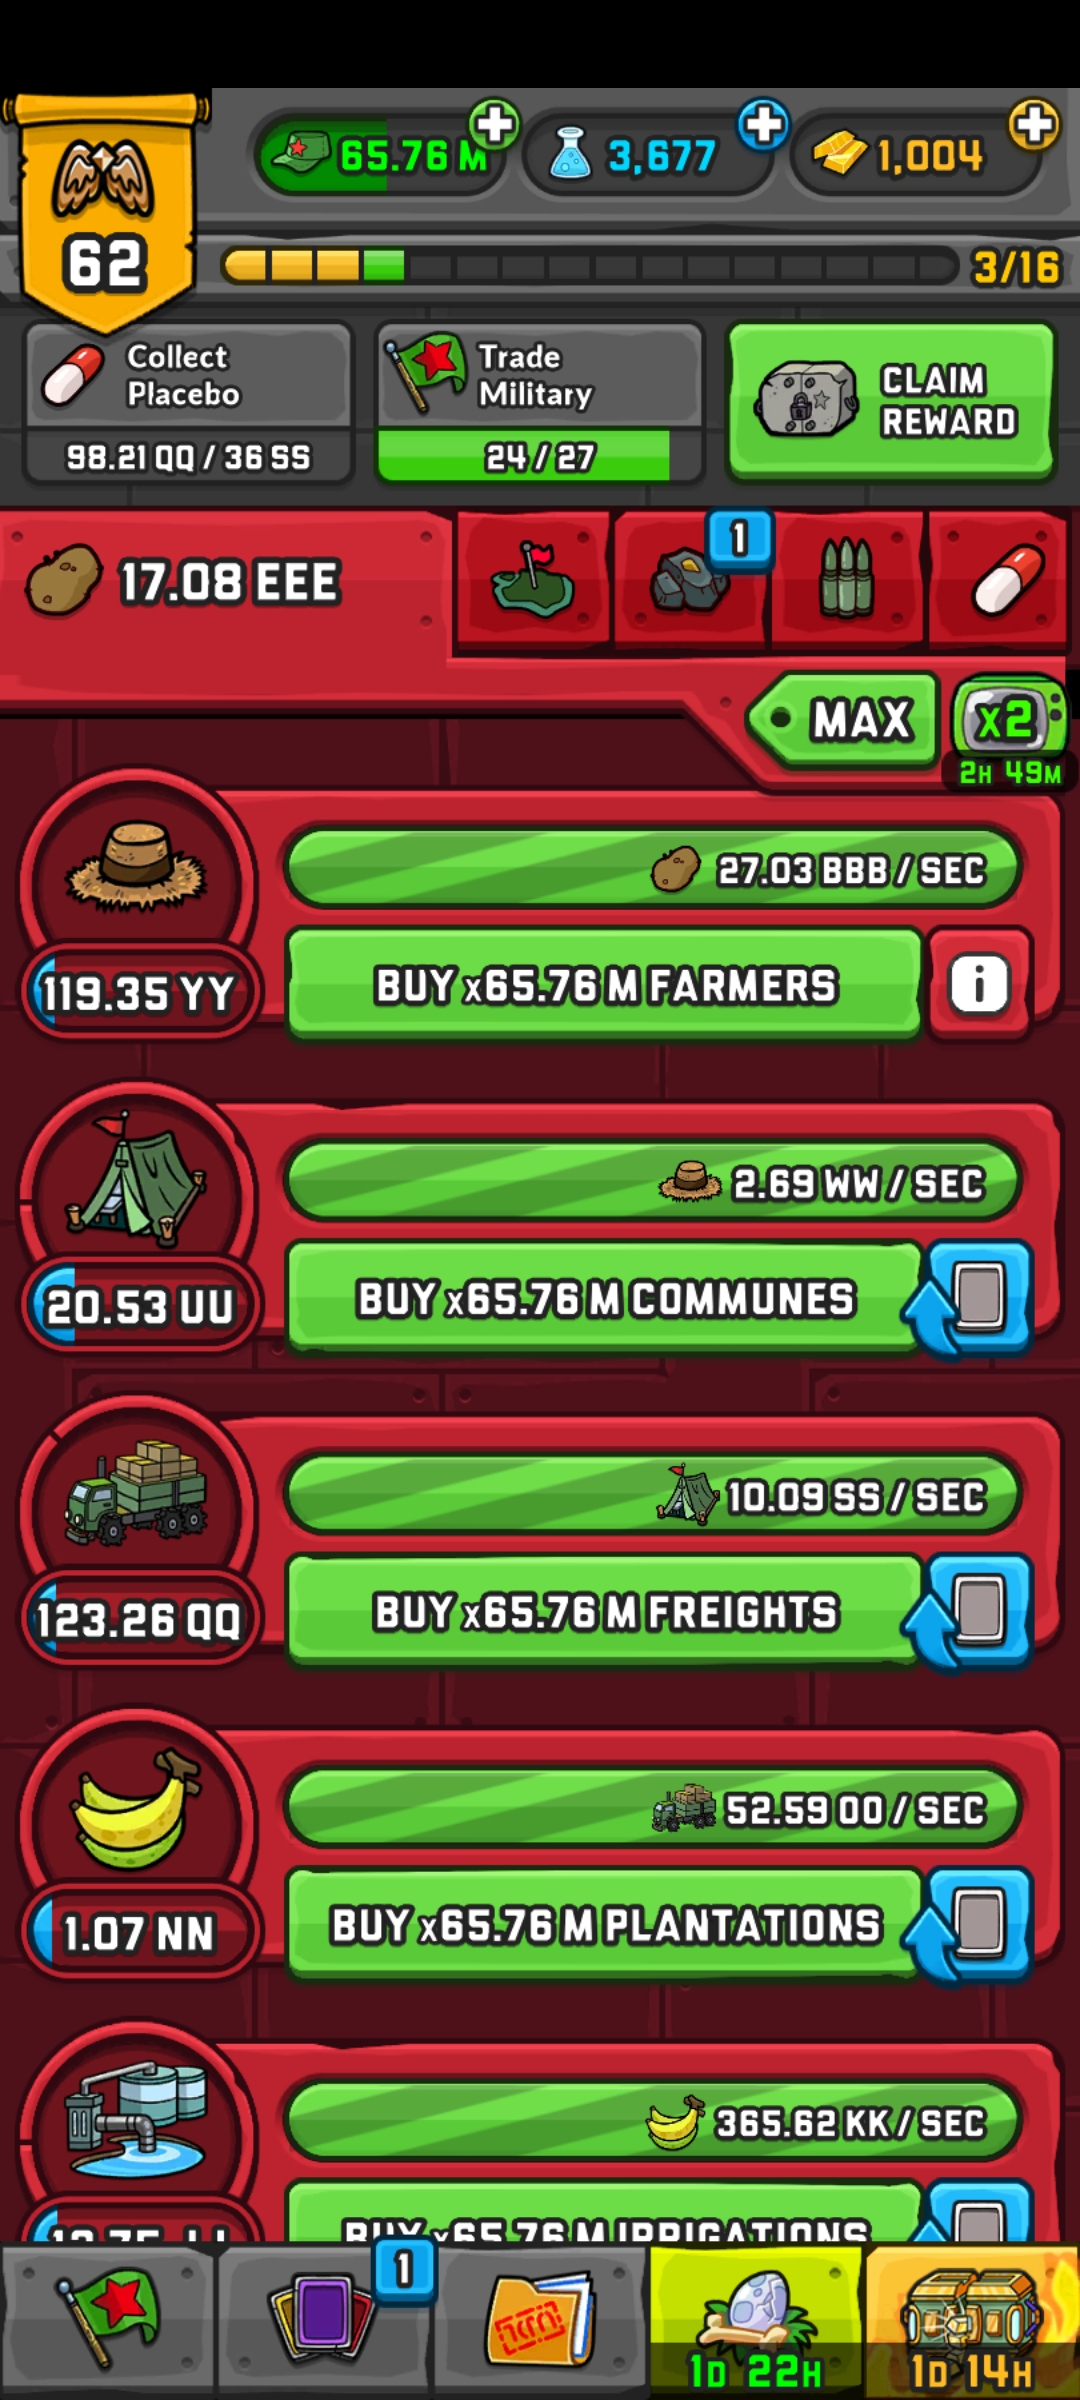 65.76 M
3,677
1,004
62
3/16
Collect
Placebo
98.21 QQ / 36 SS
Trade
Military
24 / 27
CLAIM
REWARD
17.08 EEE
1
MAX
x2
2H 49M
27.03 BBB / SEC
119.35 YY
BUY x65.76 M FARMERS
i
2.69 WW / SEC
20.53 UU
BUY x65.76 M COMMUNES
10.09 SS / SEC
123.26 QQ
BUY x65.76 M FREIGHTS
52.59 OO / SEC
1.07 NN
BUY x65.76 M PLANTATIONS
365.62 KK / SEC
BUY x65.76 M IRRIGATIONS
1
1D 22H
1D 14H